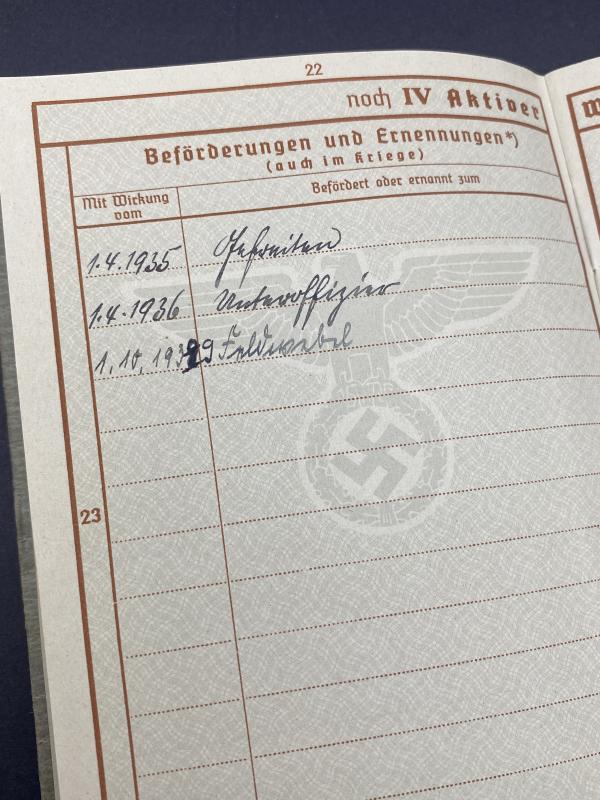 22
noch IV Aktiver
W
Beförderungen und Ernennungen*)
(auch im Kriege)
Mit Wirkung vom
Befördert oder ernannt zum
1.4.1935 Gefreiten
1.4.1936 Unteroffizier
1.10.1939 Feldwebel
23